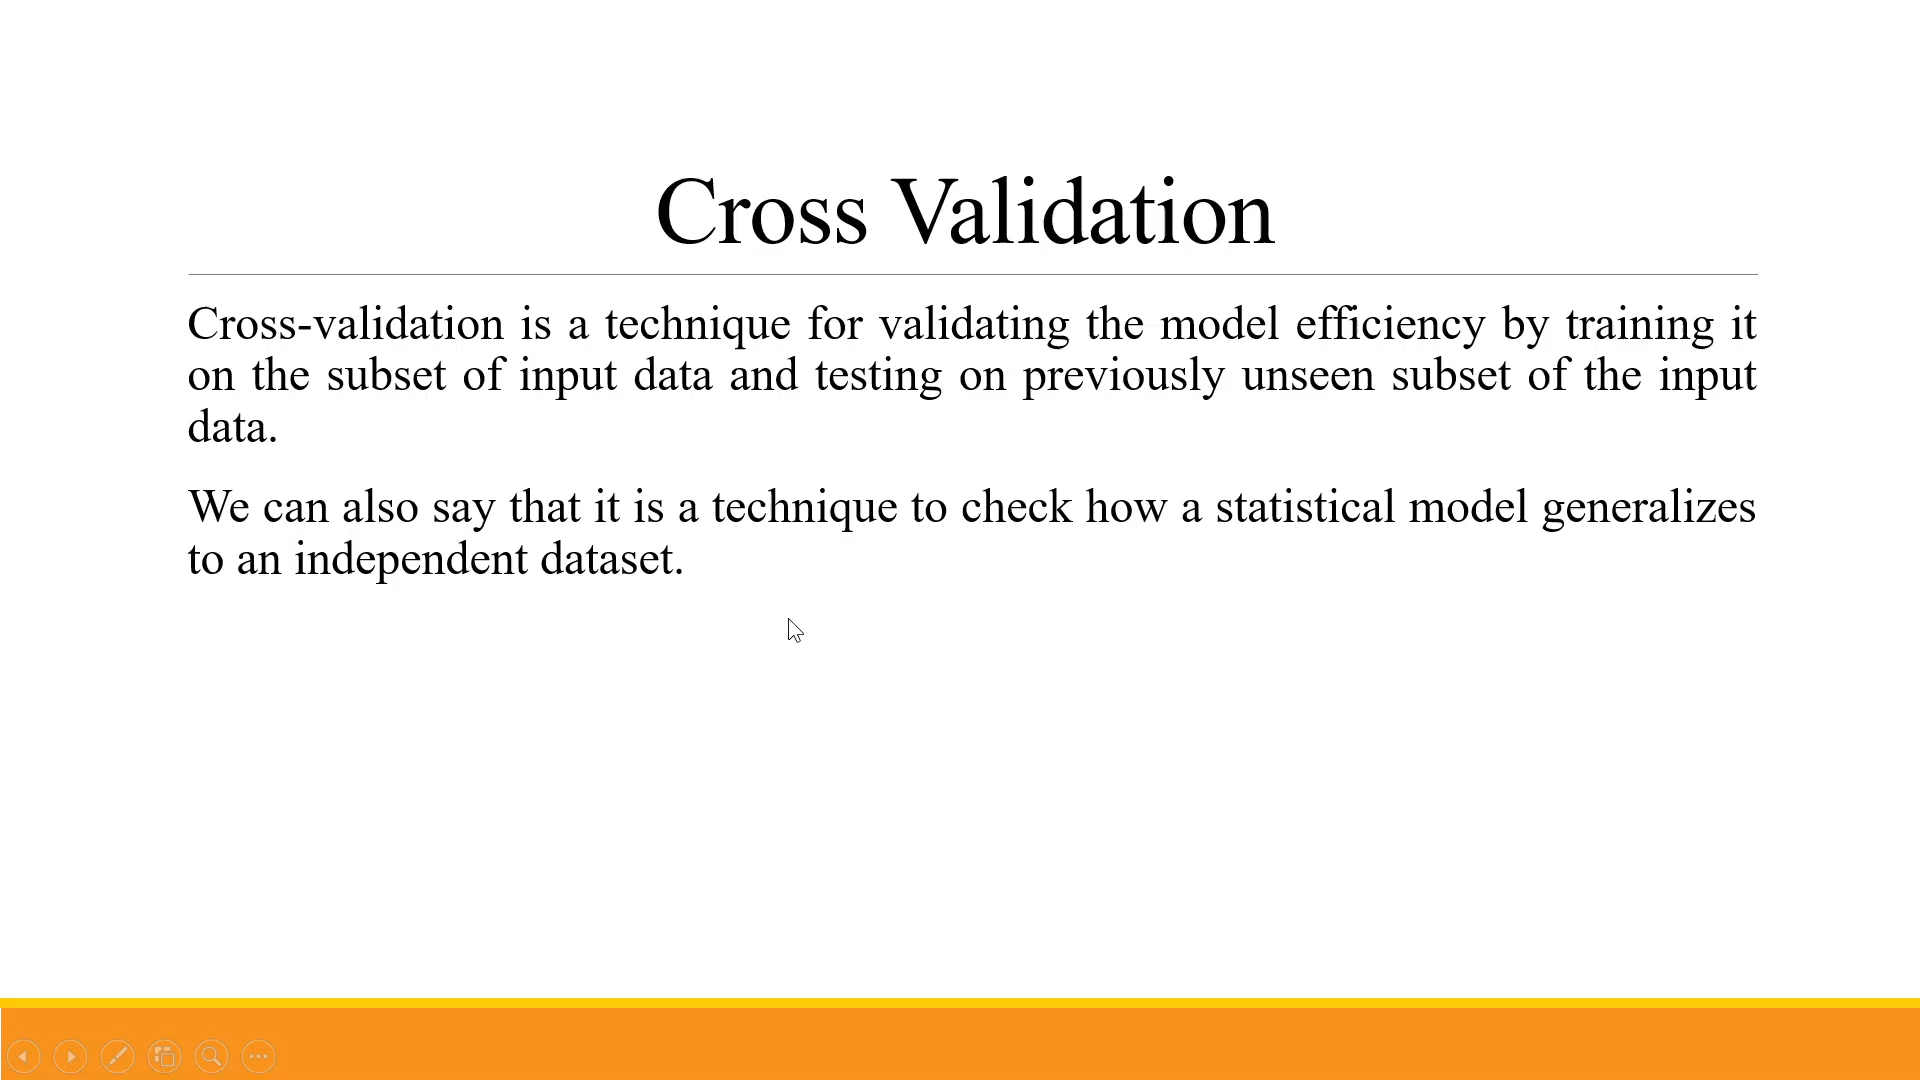 Cross Validation
Cross-validation is a technique for validating the model efficiency by training it
on the subset of input data and testing on previously unseen subset of the input
data.
We can also say that it is a technique to check how a statistical model generalizes
to an independent dataset.